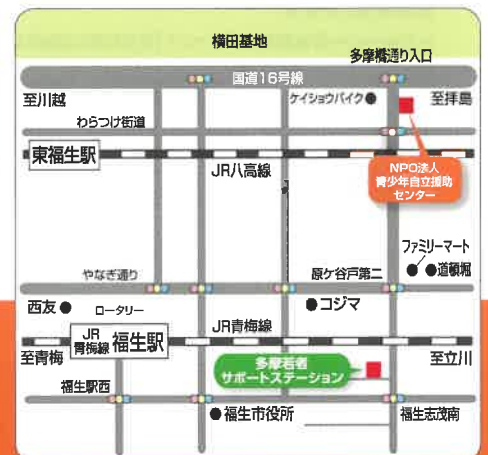 横田基地
多摩橋通り入口
国道16号線
至川越
ケイショウバイク
至拝島
わらつけ街道
東福生駅
JR八高線
NPO法人
青少年自立援助
センター
ファミリーマート
道頓堀
やなぎ通り
原ケ谷戸第二
西友
ロータリー
コジマ
JR
青梅線
福生駅
JR青梅線
至青梅
至立川
多摩若者
サポートステーション
福生駅西
福生市役所
福生志茂南